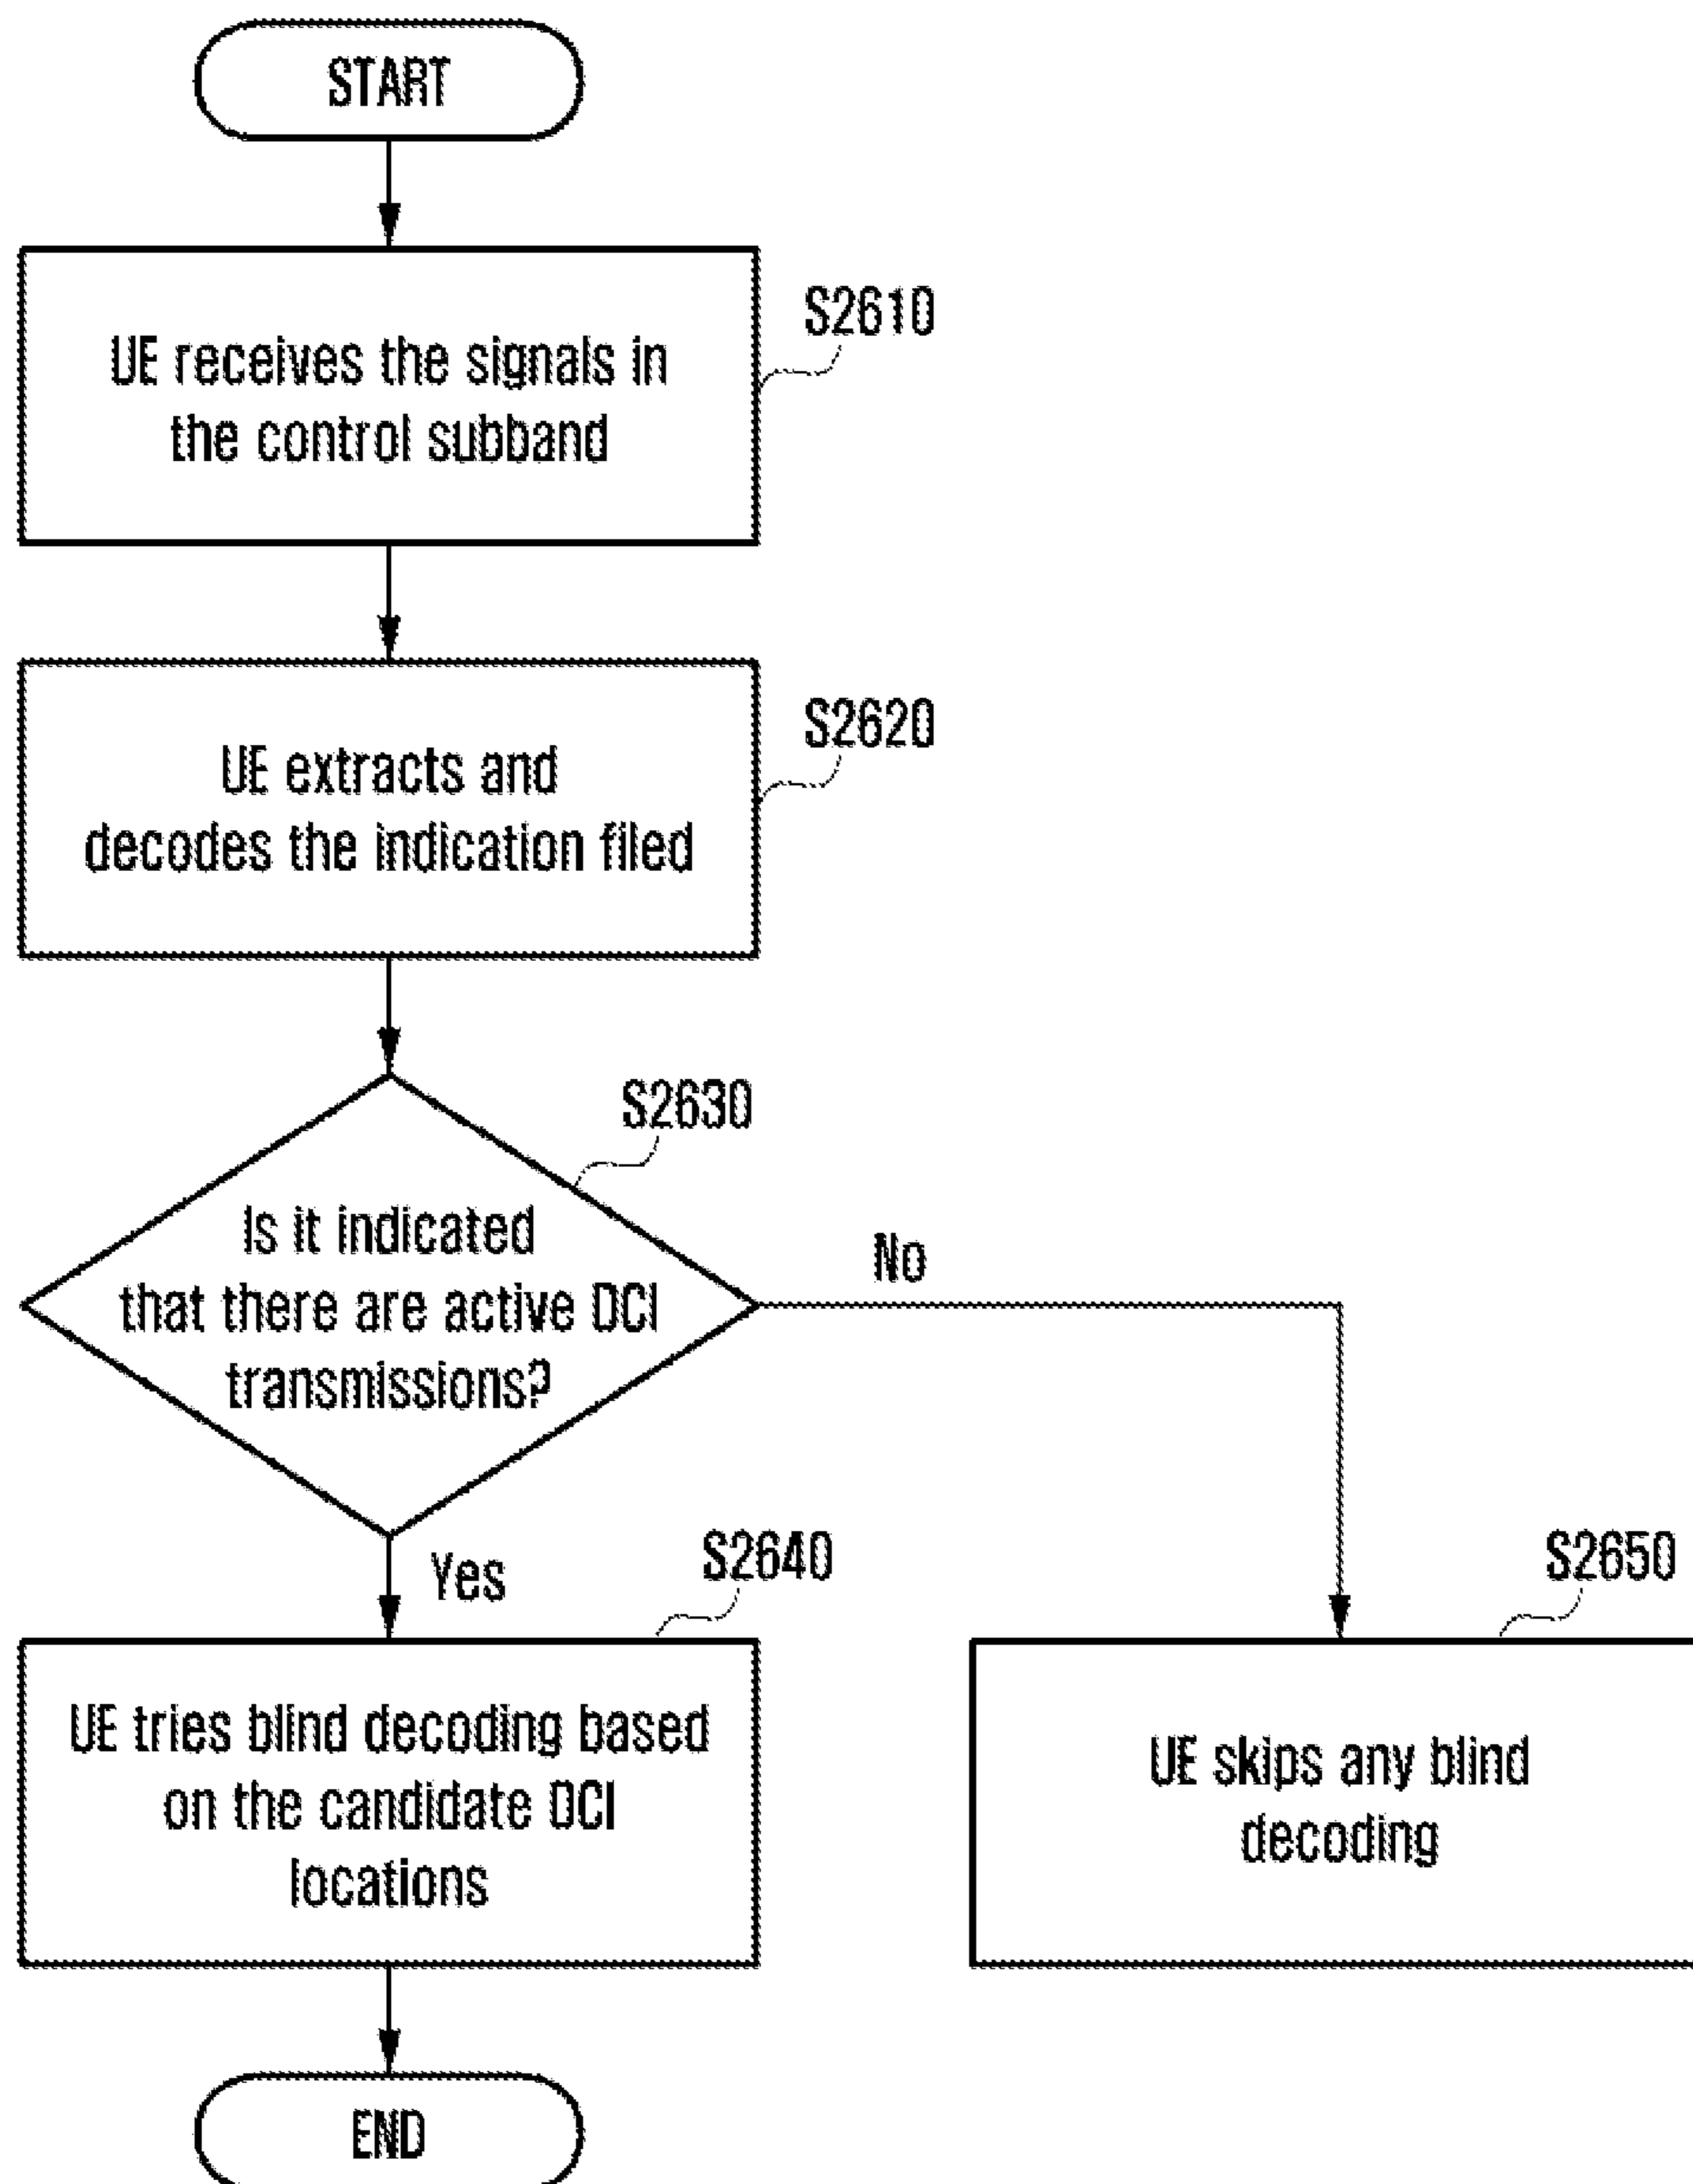 START
S2610
UE receives the signals in
the control subband
S2620
UE extracts and
decodes the indication filed
S2630
Is it indicated
that there are active DCI
transmissions?
No
Yes
S2640
S2650
UE tries blind decoding based
on the candidate DCI
locations
UE skips any blind
decoding
END